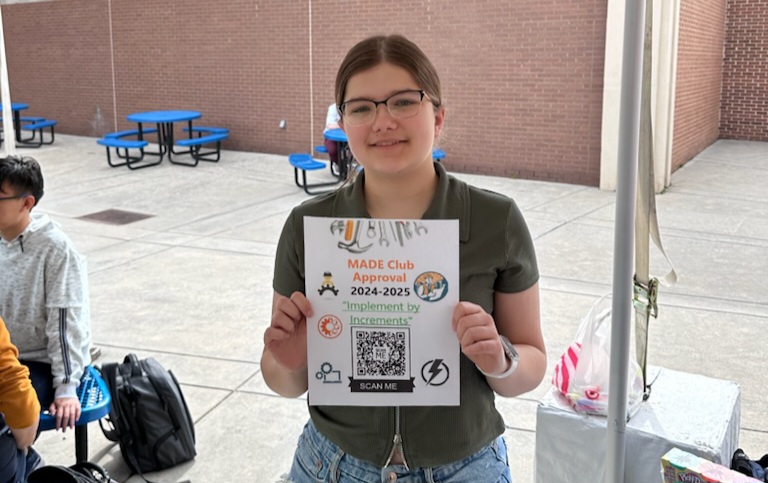 MADE Club
Approval
2024-2025
"Implement by
Increments"
SCAN ME